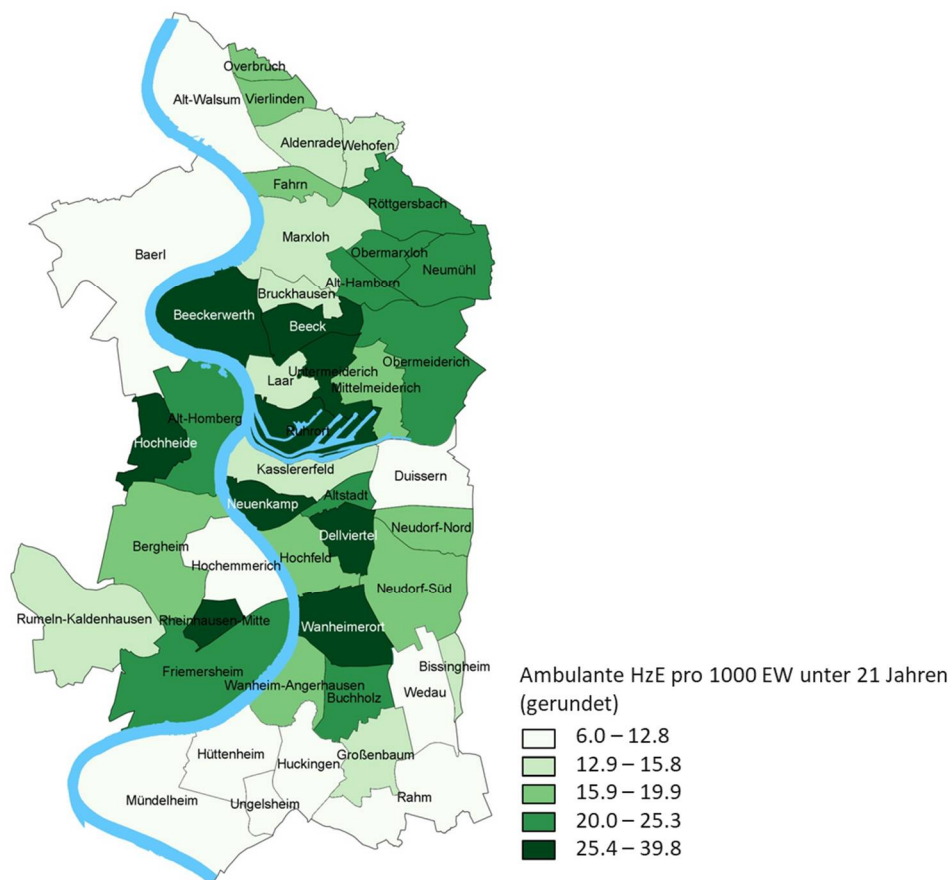 Overbruch
Vierlinden
Alt-Walsum
Aldenrade
Wehofen
Fahrn
Röttgersbach
Marxloh
Obermarxloh
Baerl
Neumühl
Alt-Hamborn
Bruckhausen
Beeckerwerth
Beeck
Obermeiderich
Untermeiderich
Laar
Mittelmeiderich
Alt-Homberg
Ruhrort
Hochheide
Kasslererfeld
Duissern
Altstadt
Neuenkamp
Neudorf-Nord
Dellviertel
Bergheim
Hochfeld
Hochemmerich
Neudorf-Süd
Rumeln-Kaldenhausen
Rheinhausen-Mitte
Wanheimerort
Bissingheim
Friemersheim
Wanheim-Angerhausen
Wedau
Buchholz
Hüttenheim
Großenbaum
Huckingen
Rahm
Mündelheim
Ungelsheim
Ambulante HzE pro 1000 EW unter 21 Jahren
(gerundet)
6.0 – 12.8
12.9 – 15.8
15.9 – 19.9
20.0 – 25.3
25.4 – 39.8